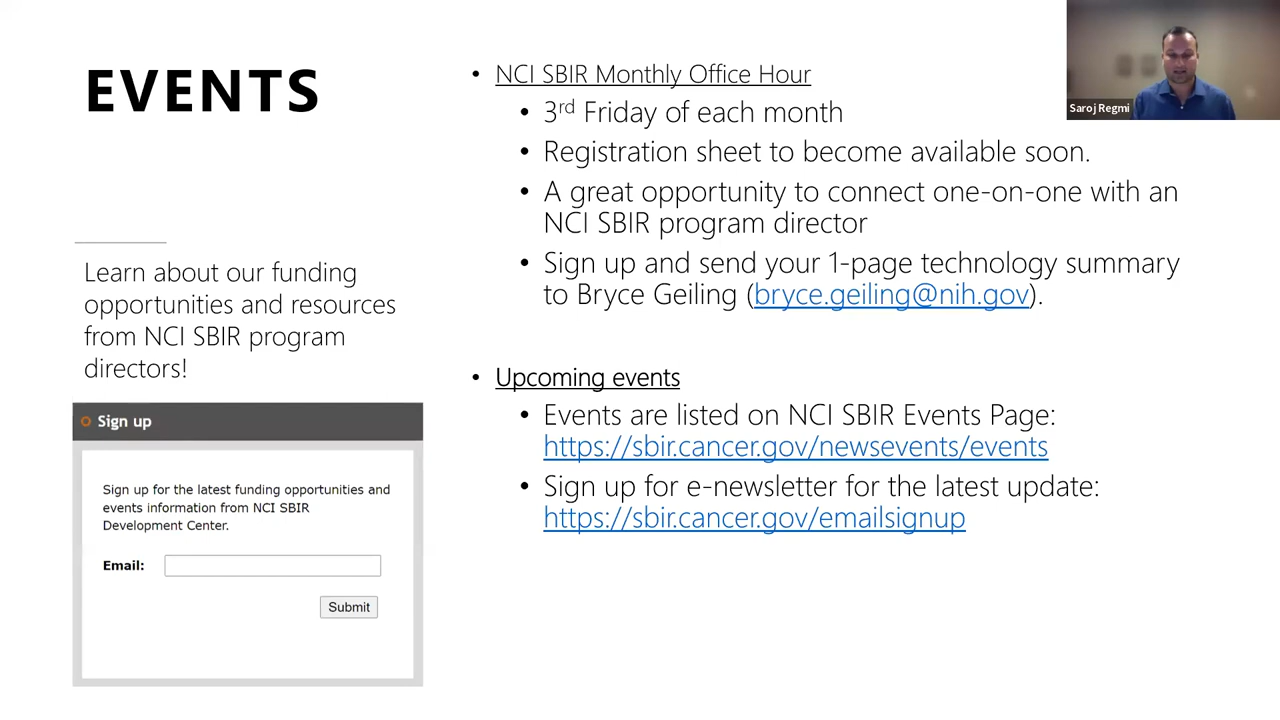 EVENTS
Learn about our funding
opportunities and resources
from NCI SBIR program
directors!
Sign up
Sign up for the latest funding opportunities and
events information from NCI SBIR
Development Center.
Email:
Submit
• NCI SBIR Monthly Office Hour
• 3rd Friday of each month
• Registration sheet to become available soon.
• A great opportunity to connect one-on-one with an
NCI SBIR program director
• Sign up and send your 1-page technology summary
to Bryce Geiling (bryce.geiling@nih.gov).
• Upcoming events
• Events are listed on NCI SBIR Events Page:
https://sbir.cancer.gov/newsevents/events
• Sign up for e-newsletter for the latest update:
https://sbir.cancer.gov/emailsignup
Saroj Regmi